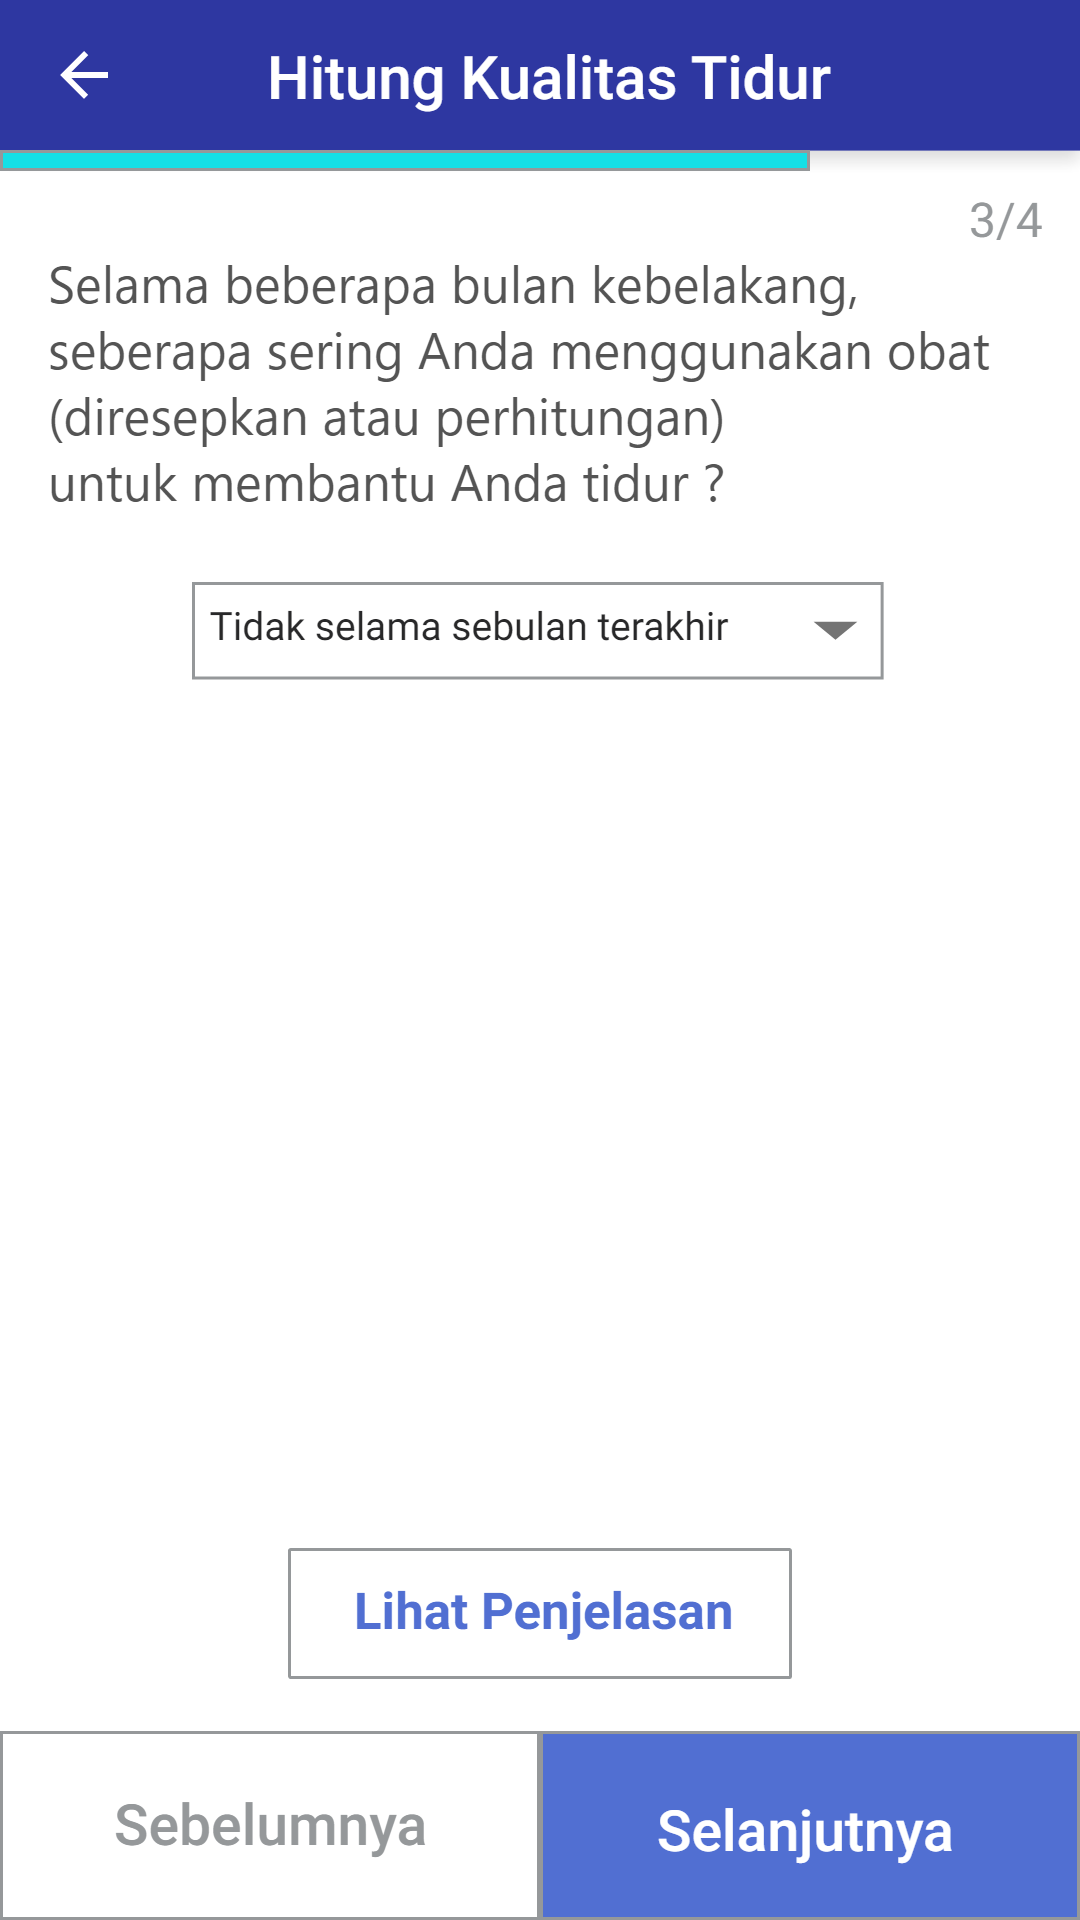 Hitung Kualitas Tidur
3/4
Selama beberapa bulan kebelakang,
seberapa sering Anda menggunakan obat
(diresepkan atau perhitungan)
untuk membantu Anda tidur ?
Tidak selama sebulan terakhir
Lihat Penjelasan
Sebelumnya
Selanjutnya